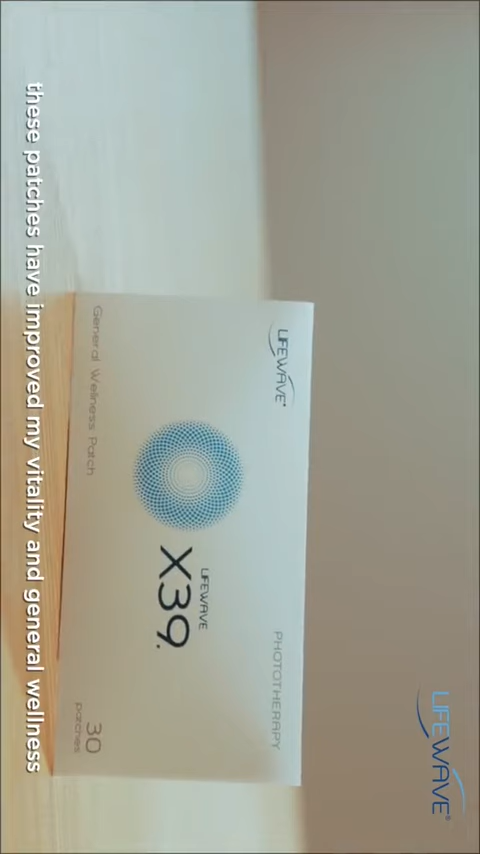 LIFEWAVE®
LIFEWAVE®
PHOTOTHERAPY
LIFEWAVE
X39.
General Wellness Patch
30
patches
these patches have improved my vitality and general wellness